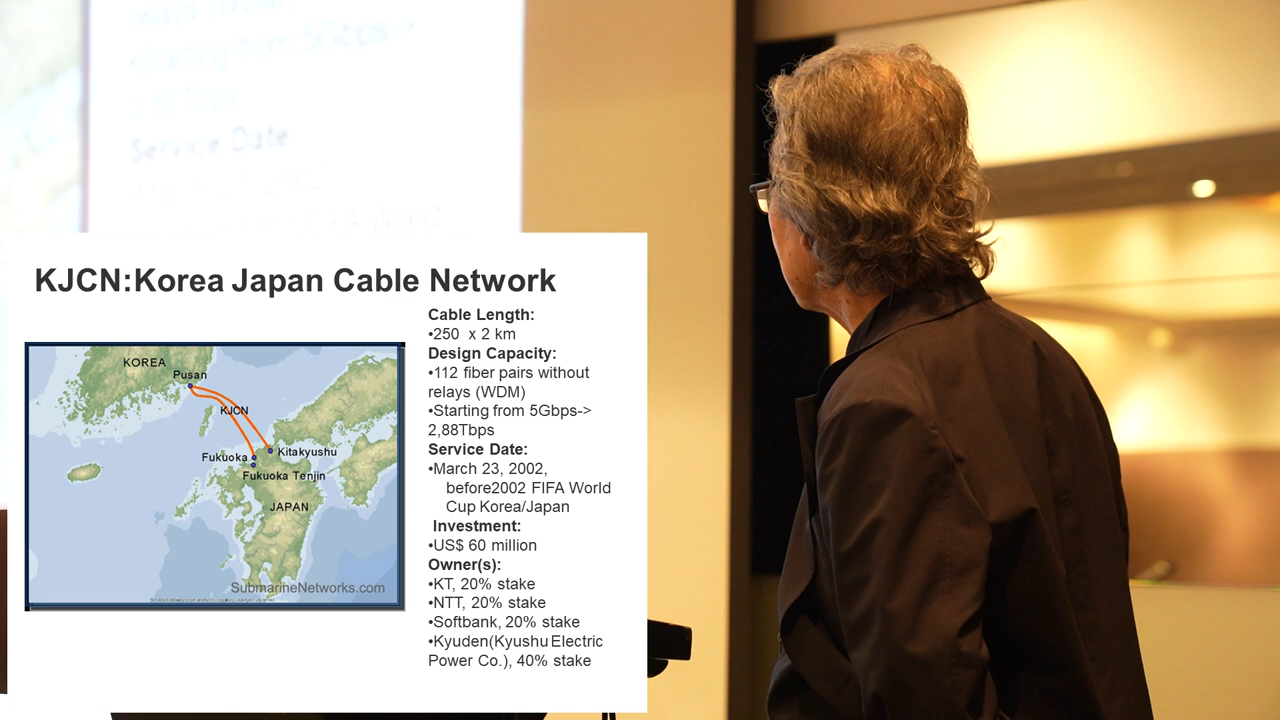 Starting from 5Gbps->
Service Date
KJCN:Korea Japan Cable Network
KOREA
Pusan
KJCN
Fukuoka
Kitakyushu
Fukuoka Tenjin
JAPAN
SubmarineNetworks.com
Cable Length:
•250 x 2 km
Design Capacity:
•112 fiber pairs without
relays (WDM)
•Starting from 5Gbps->
2,88Tbps
Service Date:
•March 23, 2002,
before2002 FIFA World
Cup Korea/Japan
Investment:
•US$ 60 million
Owner(s):
•KT, 20% stake
•NTT, 20% stake
•Softbank, 20% stake
•Kyuden(Kyushu Electric
Power Co.), 40% stake